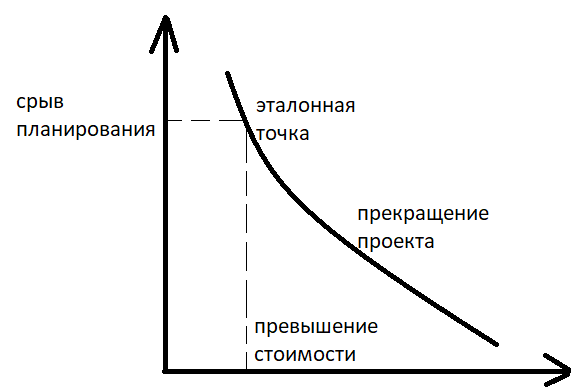 срыв
планирования
эталонная
точка
прекращение
проекта
превышение
стоимости